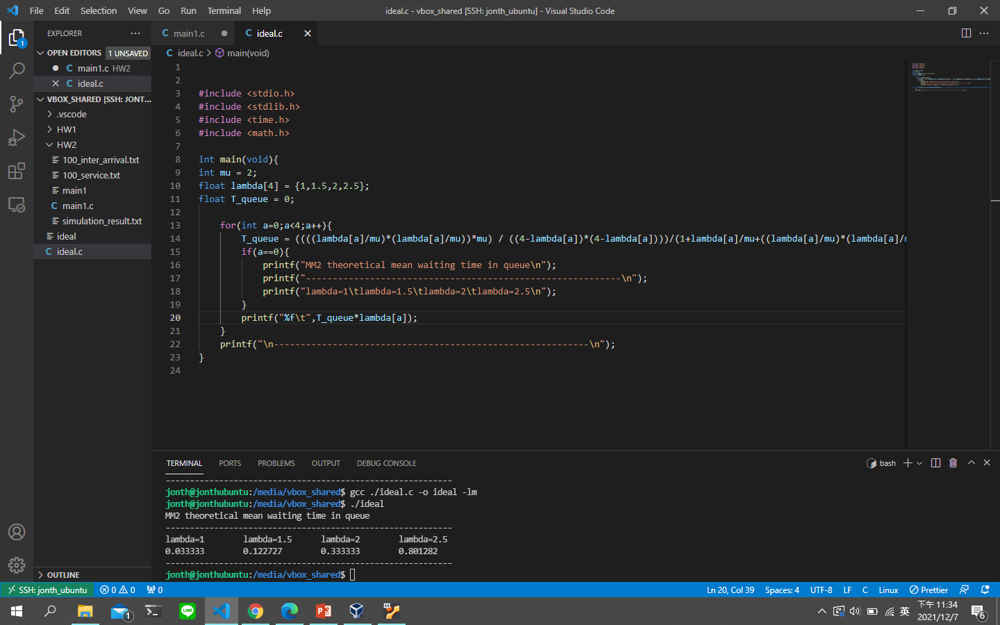 File Edit Selection View Go Run Terminal Help
ideal.c - vbox_shared [SSH: jonth_ubuntu] - Visual Studio Code
EXPLORER
OPEN EDITORS 1 UNSAVED
main1.c HW2
ideal.c
VBOX_SHARED [SSH: JONT...
.vscode
HW1
HW2
100_inter_arrival.txt
100_service.txt
main1
main1.c
simulation_result.txt
ideal
ideal.c
OUTLINE
main1.c
ideal.c
ideal.c > main(void)
1
2
3 #include <stdio.h>
4 #include <stdlib.h>
5 #include <time.h>
6 #include <math.h>
7
8 int main(void){
9 int mu = 2;
10 float lambda[4] = {1,1.5,2,2.5};
11 float T_queue = 0;
12
13 for(int a=0;a<4;a++){
14 T_queue = ((((lambda[a]/mu)*(lambda[a]/mu))*mu) / ((4-lambda[a])*(4-lambda[a])))/(1+lambda[a]/mu+((lambda[a]/mu)*(lambda[a]/m
15 if(a==0){
16 printf("MM2 theoretical mean waiting time in queue\n");
17 printf("-----------------------------------------------------------\n");
18 printf("lambda=1\tlambda=1.5\tlambda=2\tlambda=2.5\n");
19 }
20 printf("%f\t",T_queue*lambda[a]);
21 }
22 printf("\n-----------------------------------------------------------\n");
23 }
24
TERMINAL PORTS PROBLEMS OUTPUT DEBUG CONSOLE
bash
-----------------------------------------------------------
jonth@jonthubuntu:/media/vbox_shared$ gcc ./ideal.c -o ideal -lm
jonth@jonthubuntu:/media/vbox_shared$ ./ideal
MM2 theoretical mean waiting time in queue
-----------------------------------------------------------
lambda=1 lambda=1.5 lambda=2 lambda=2.5
0.033333 0.122727 0.333333 0.801282
-----------------------------------------------------------
jonth@jonthubuntu:/media/vbox_shared$
SSH: jonth_ubuntu 0 0 0
Ln 20, Col 39 Spaces: 4 UTF-8 LF C Linux Prettier
英
下午 11:34
2021/12/7